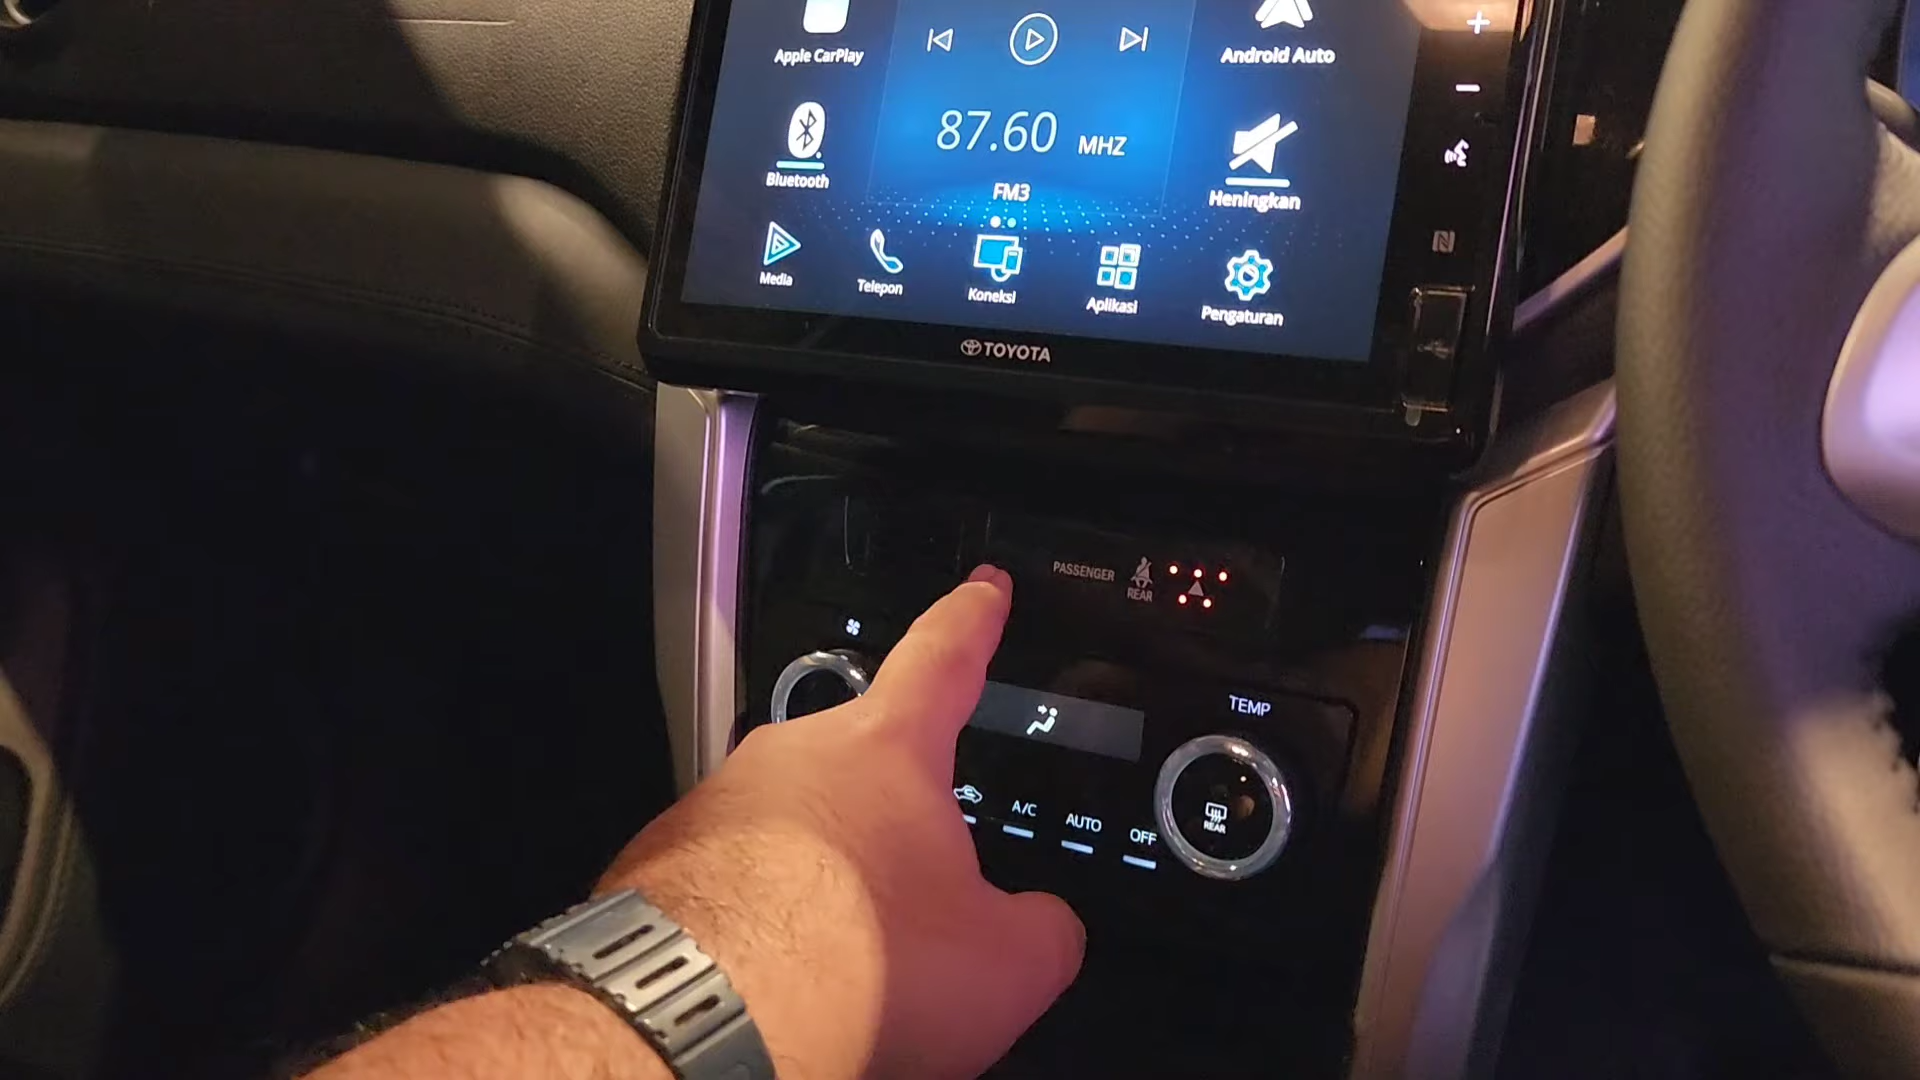 Apple CarPlay
Android Auto
87.60 MHZ
Bluetooth
FM3
Heningkan
Media
Telepon
Koneksi
Aplikasi
Pengaturan
TOYOTA
PASSENGER
REAR
TEMP
A/C
AUTO
OFF
REAR